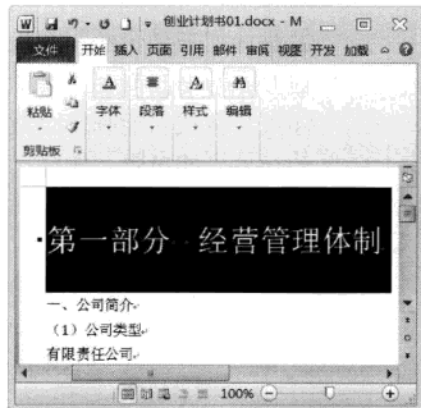 创业计划书01.docx - M
文件 开始 插入 页面 引用 邮件 审阅 视图 开发 加载
粘贴 字体 段落 样式 编辑
剪贴板
第一部分 经营管理体制
一、公司简介
（1）公司类型
有限责任公司
100%